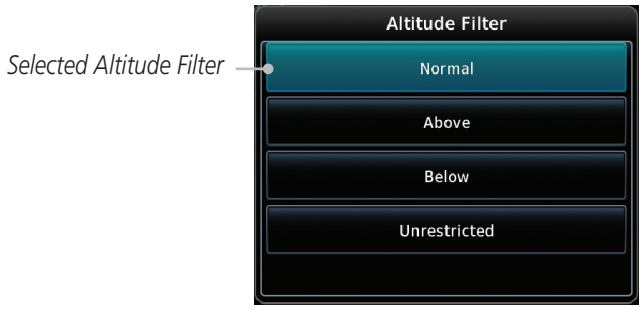 Altitude Filter
Selected Altitude Filter
Normal
Above
Below
Unrestricted